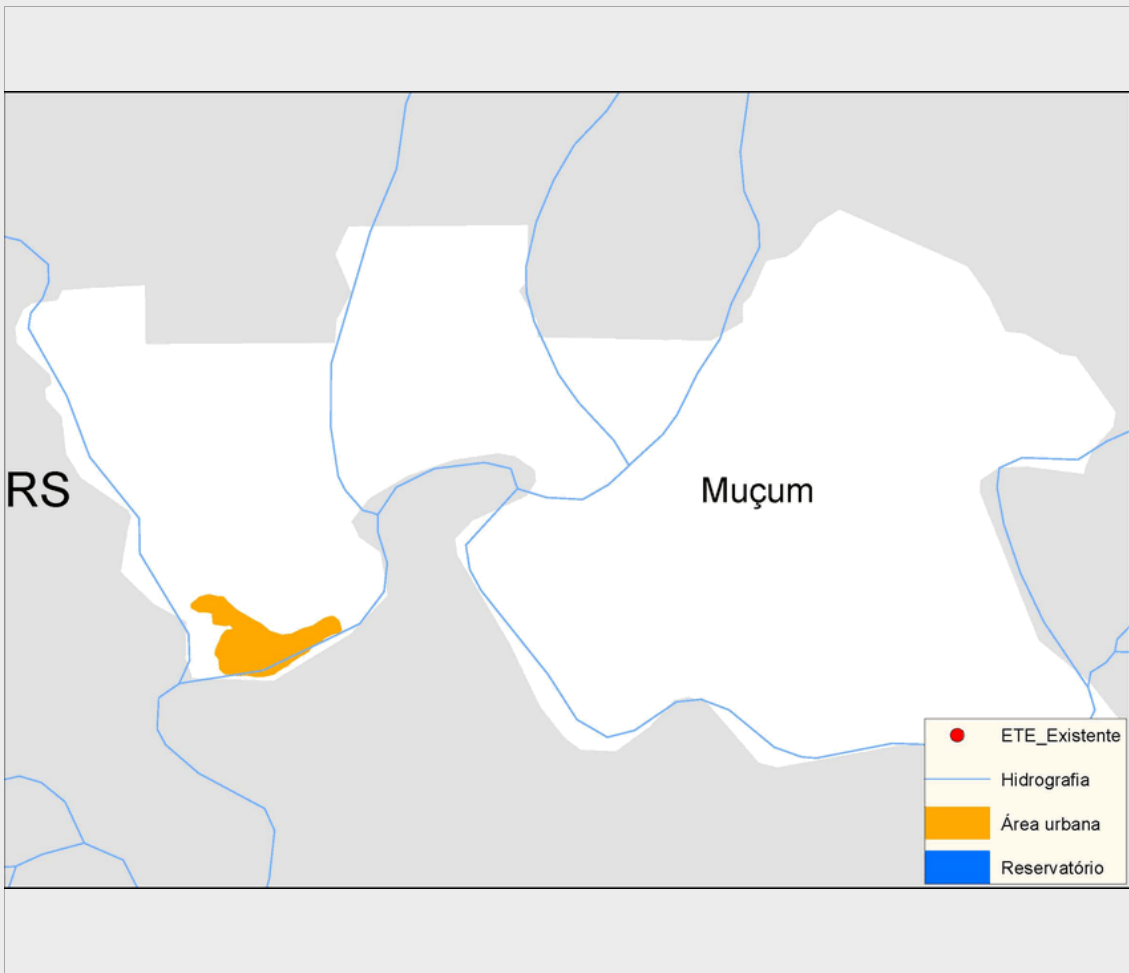 RS
Muçum
ETE_Existente
Hidrografia
Área urbana
Reservatório